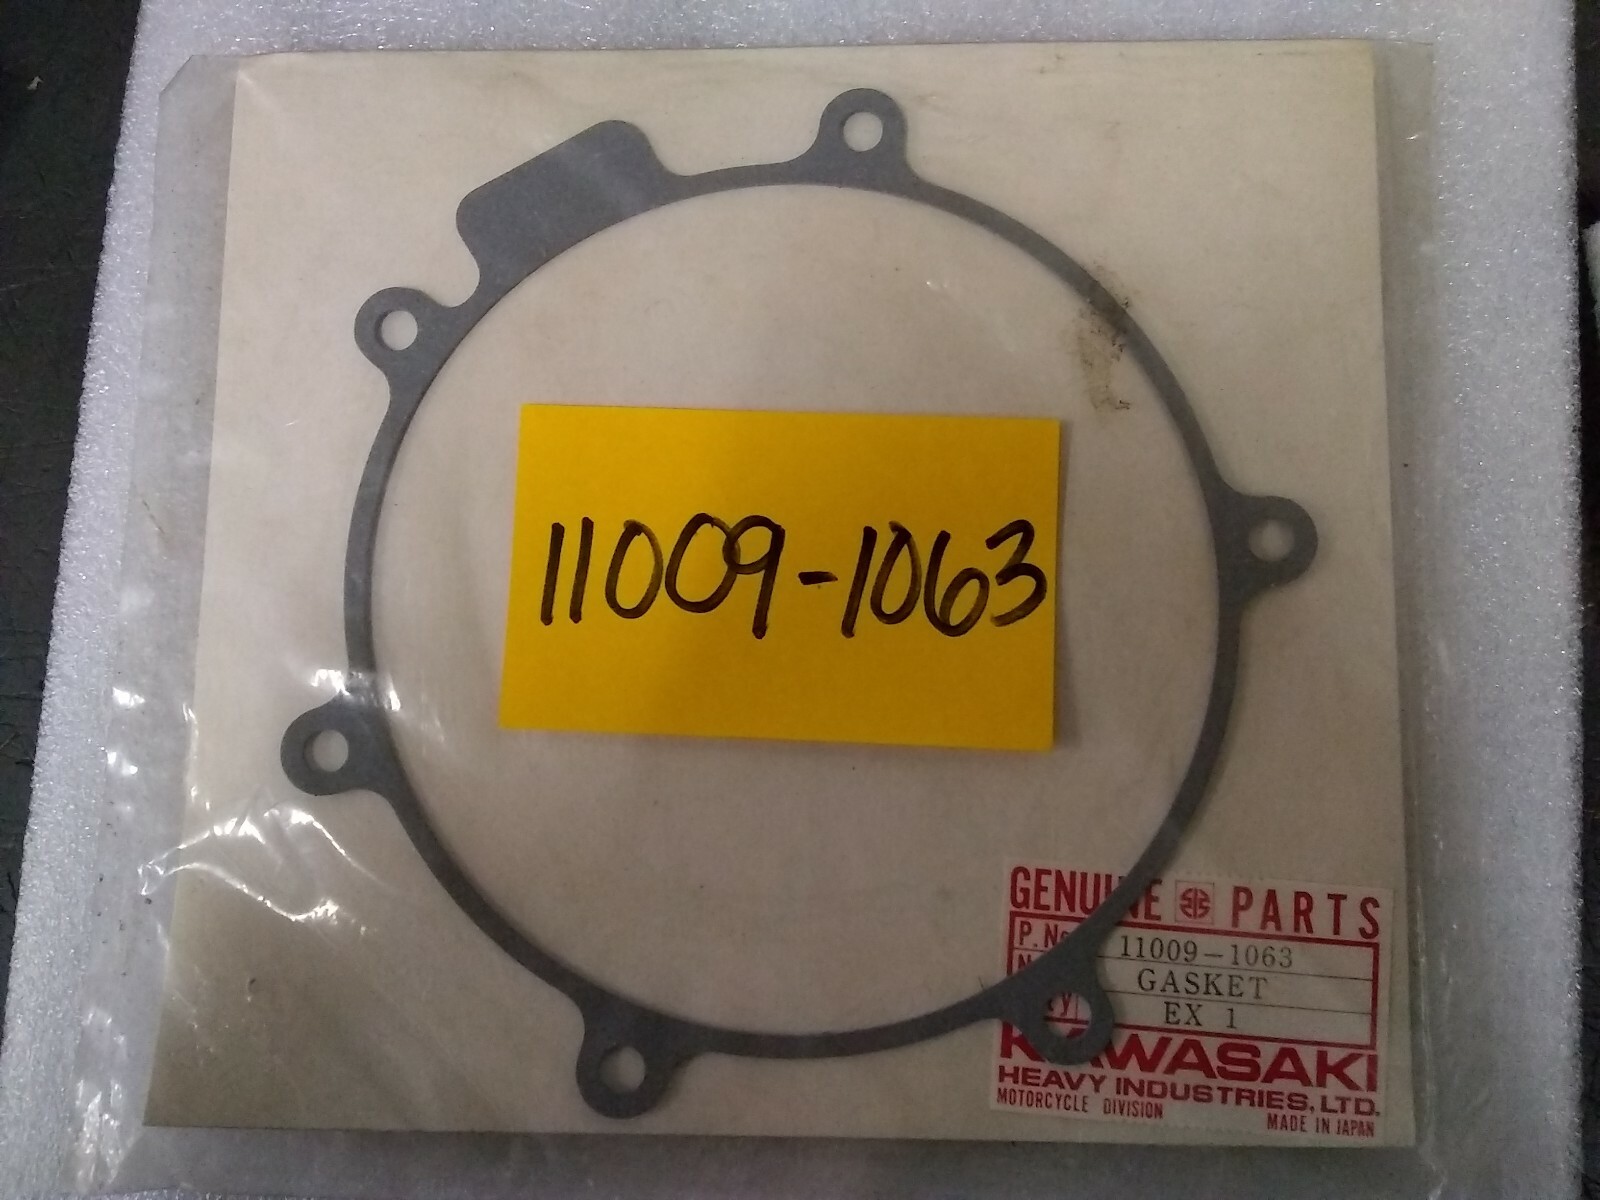 11009-1063
GENUINE PARTS
P. No 11009-1063
GASKET
EX 1
KAWASAKI
HEAVY INDUSTRIES, LTD.
MOTORCYCLE DIVISION
MADE IN JAPAN